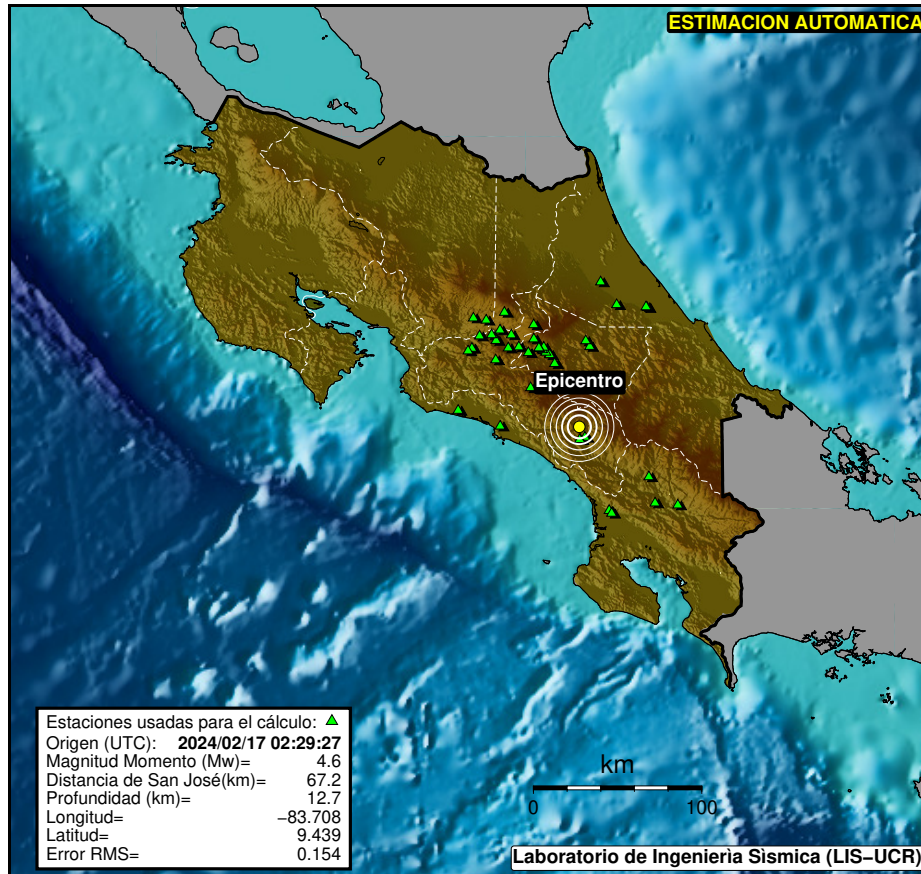 ESTIMACION AUTOMATICA
Epicentro
Estaciones usadas para el cálculo:
Origen (UTC): 2024/02/17 02:29:27
Magnitud Momento (Mw)= 4.6
Distancia de San José(km)= 67.2
Profundidad (km)= 12.7
Longitud= −83.708
Latitud= 9.439
Error RMS= 0.154
km
0 100
Laboratorio de Ingenierìa Sìsmica (LIS−UCR)